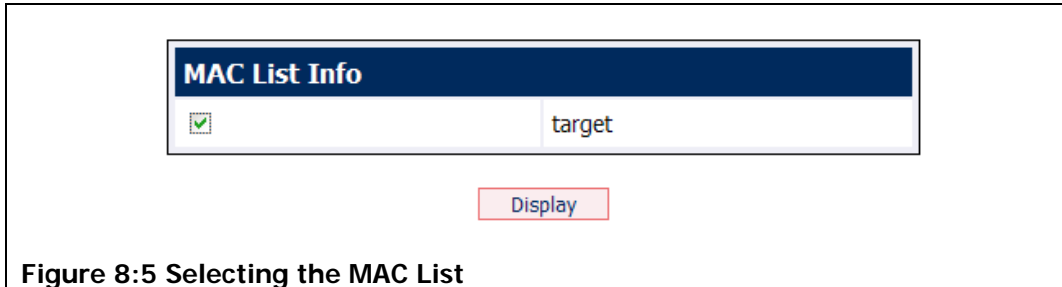 MAC List Info
target
Display
Figure 8:5 Selecting the MAC List